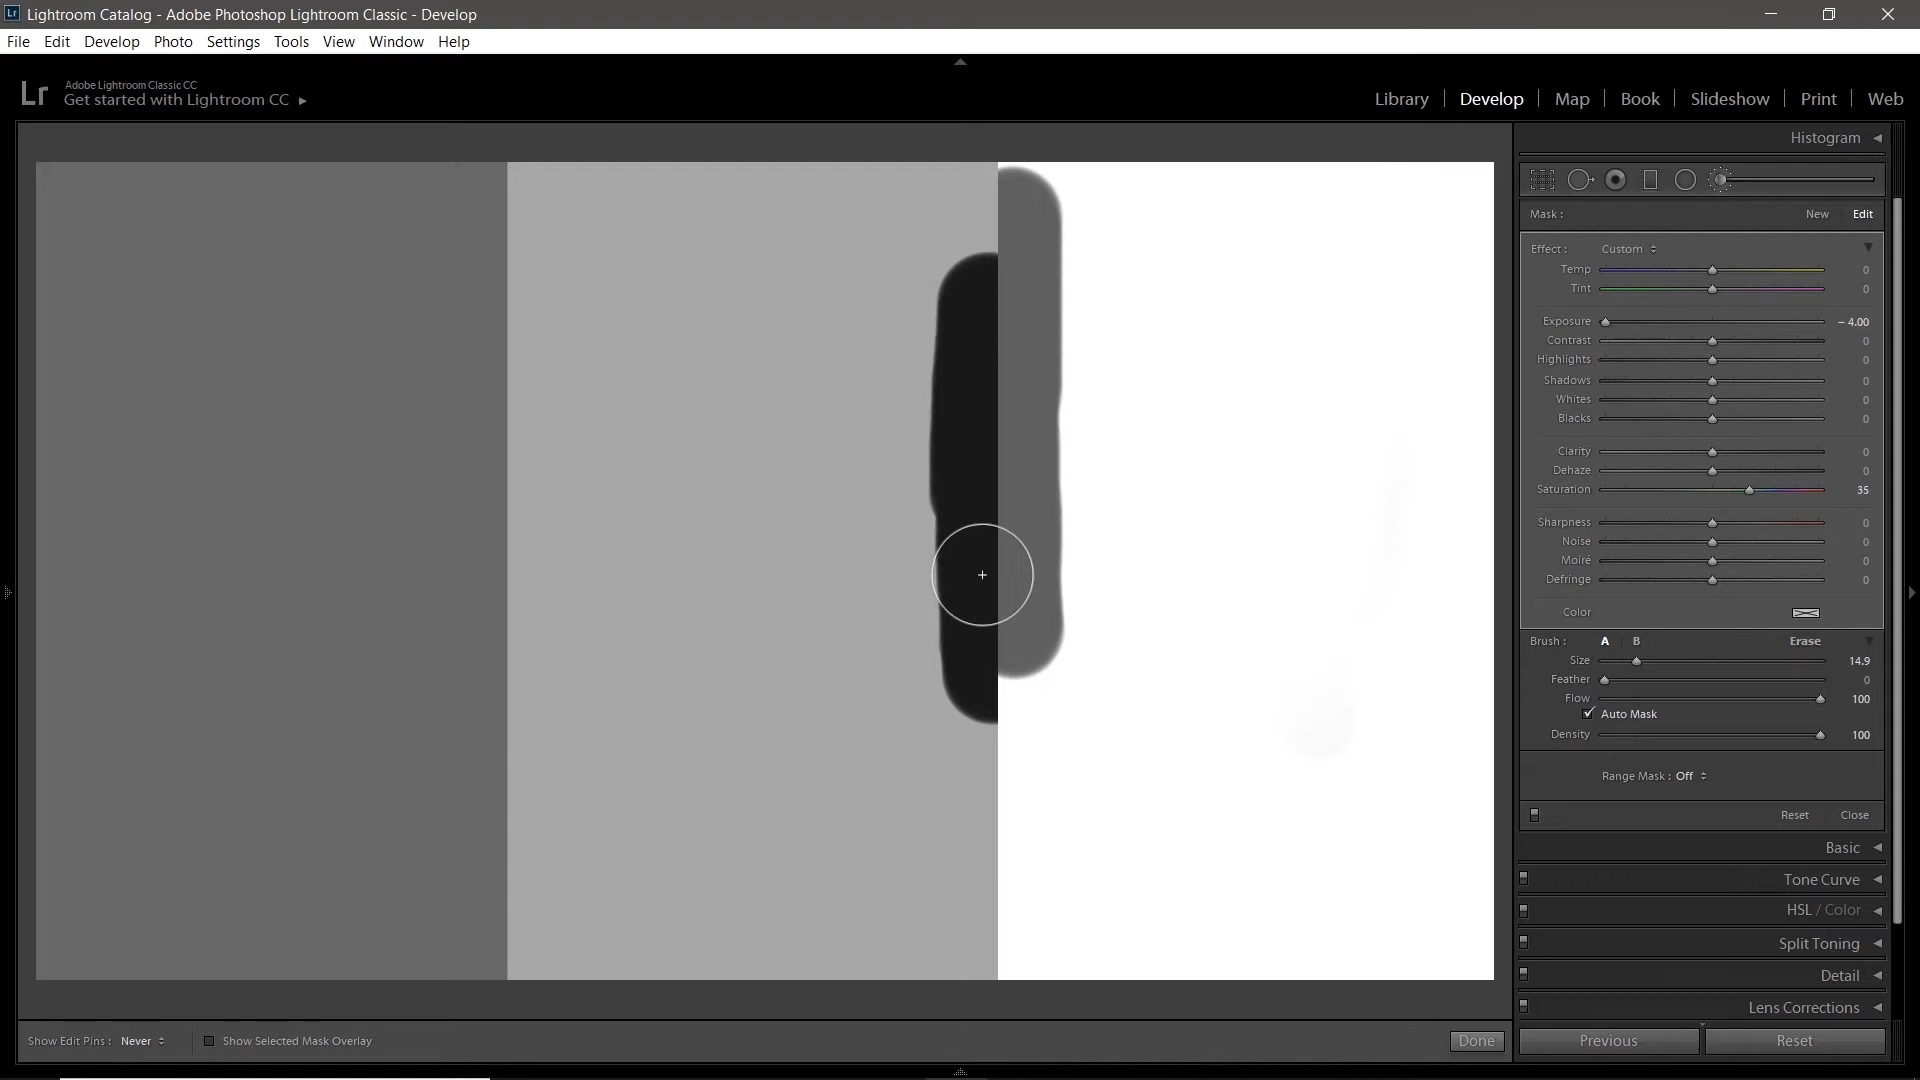 Lr Lightroom Catalog - Adobe Photoshop Lightroom Classic - Develop
File Edit Develop Photo Settings Tools View Window Help
Lr
Adobe Lightroom Classic CC
Get started with Lightroom CC
Library Develop Map Book Slideshow Print Web
Histogram
Mask : New Edit
Effect : Custom
Temp 0
Tint 0
Exposure – 4.00
Contrast 0
Highlights 0
Shadows 0
Whites 0
Blacks 0
Clarity 0
Dehaze 0
Saturation 35
Sharpness 0
Noise 0
Moiré 0
Defringe 0
Color
Brush : A B Erase
Size 14.9
Feather 0
Flow 100
Auto Mask
Density 100
Range Mask : Off
Reset Close
Basic
Tone Curve
HSL / Color
Split Toning
Detail
Lens Corrections
Show Edit Pins : Never Show Selected Mask Overlay Done Previous Reset